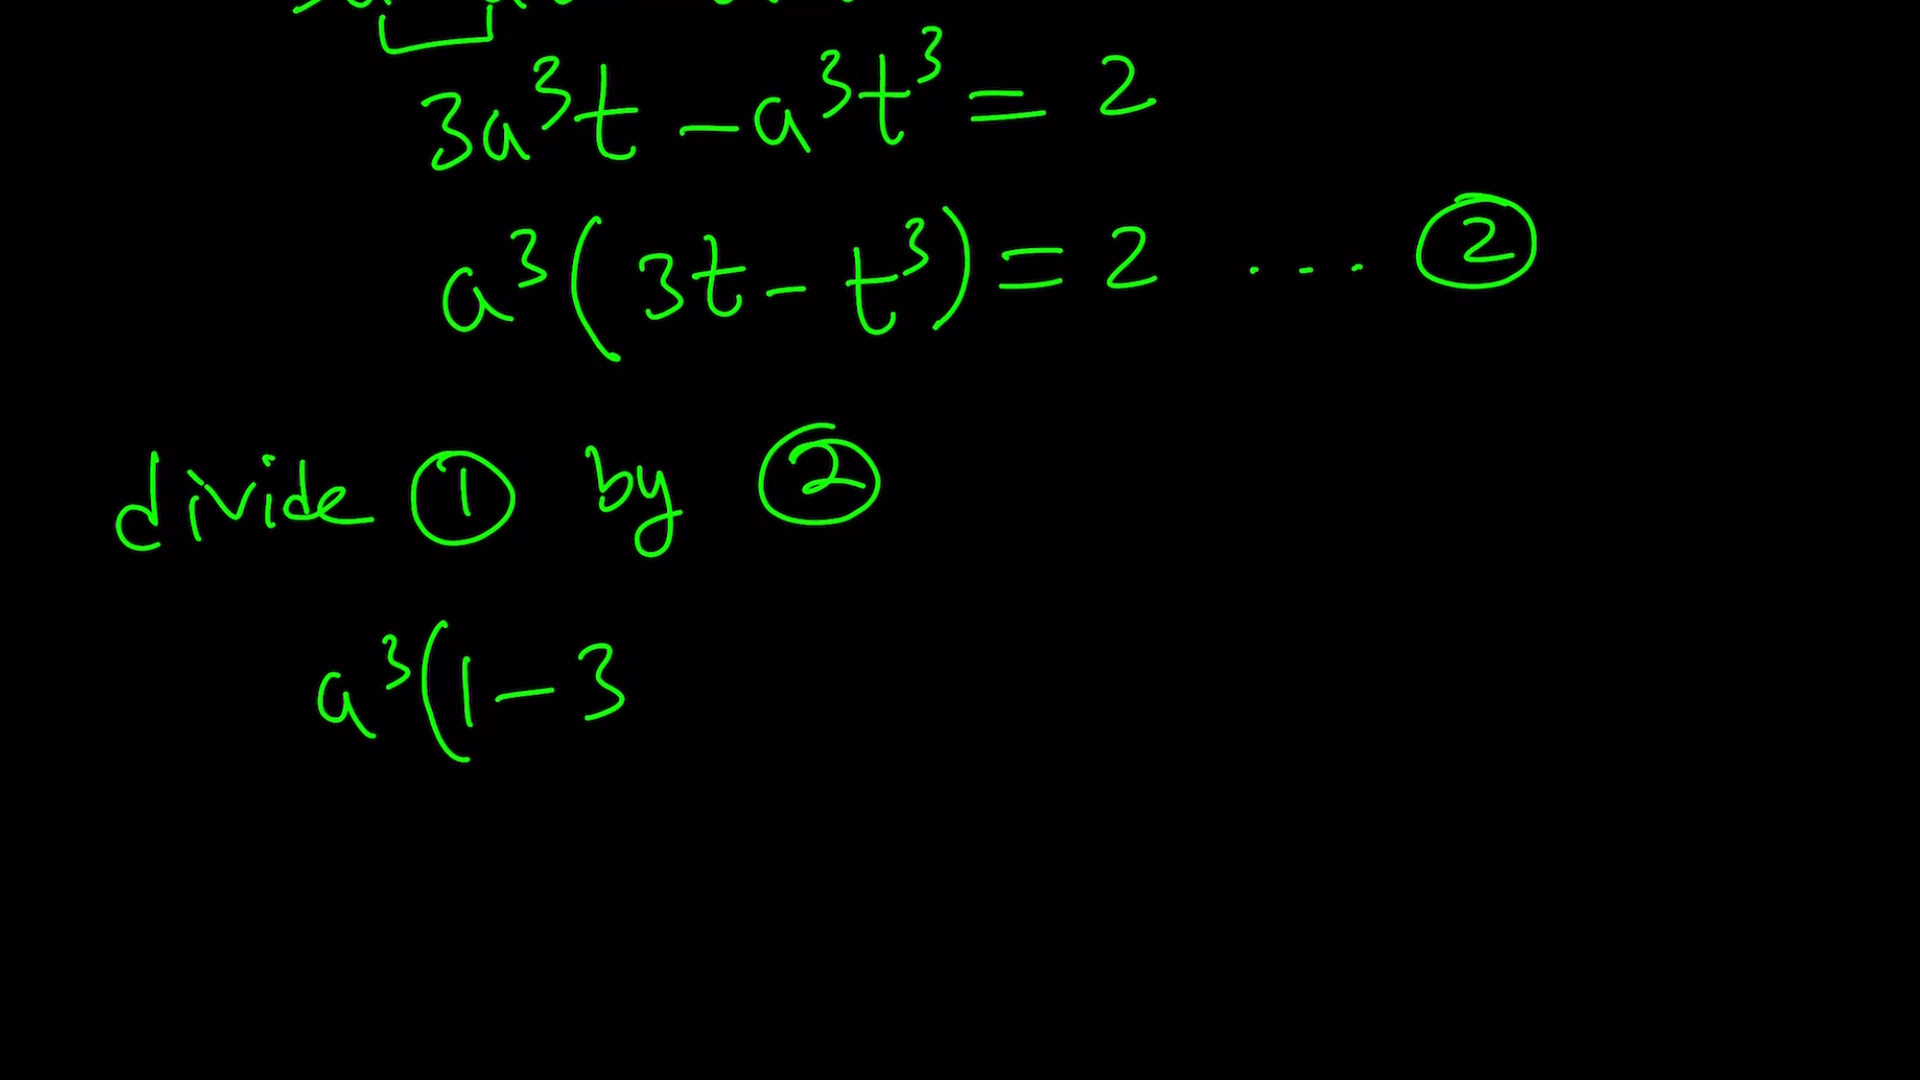 3a³t - a³t³ = 2
a³(3t - t³) = 2 ... ②
divide ① by ②
a³(1 - 3